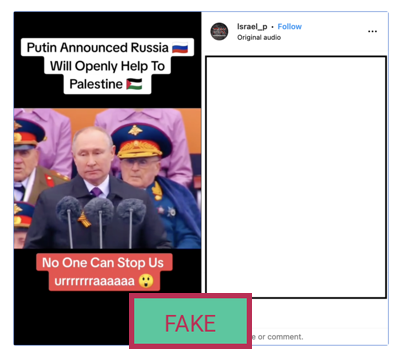 Putin Announced Russia 🇷🇺
Will Openly Help To
Palestine 🇵🇸
No One Can Stop Us
urrrrrrraaaaaa 😲
Israel_p • Follow
Original audio
...
FAKE
e or comment.